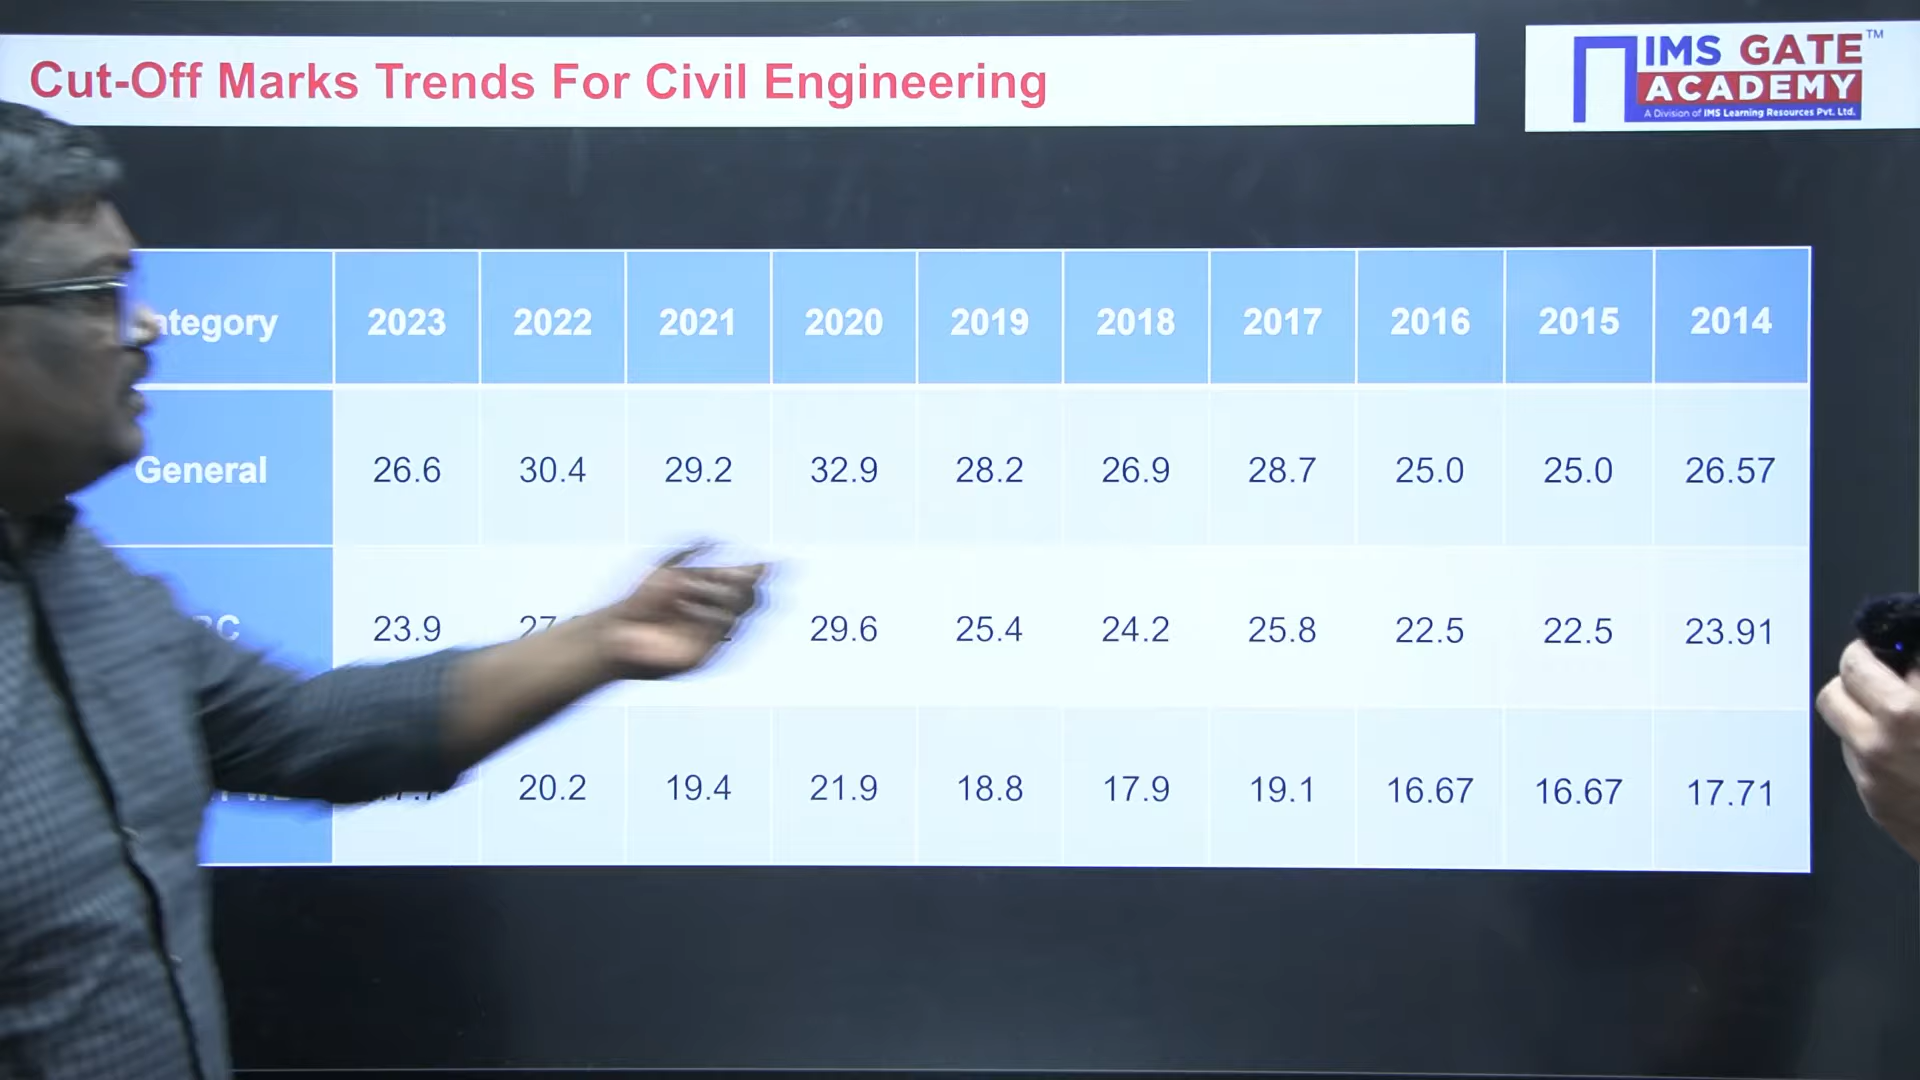 Cut-Off Marks Trends For Civil Engineering
IMS GATE ™
ACADEMY
A Division of IMS Learning Resources Pvt. Ltd.
2023 2022 2021 2020 2019 2018 2017 2016 2015 2014
General 26.6 30.4 29.2 32.9 28.2 26.9 28.7 25.0 25.0 26.57
23.9 29.6 25.4 24.2 25.8 22.5 22.5 23.91
20.2 19.4 21.9 18.8 17.9 19.1 16.67 16.67 17.71